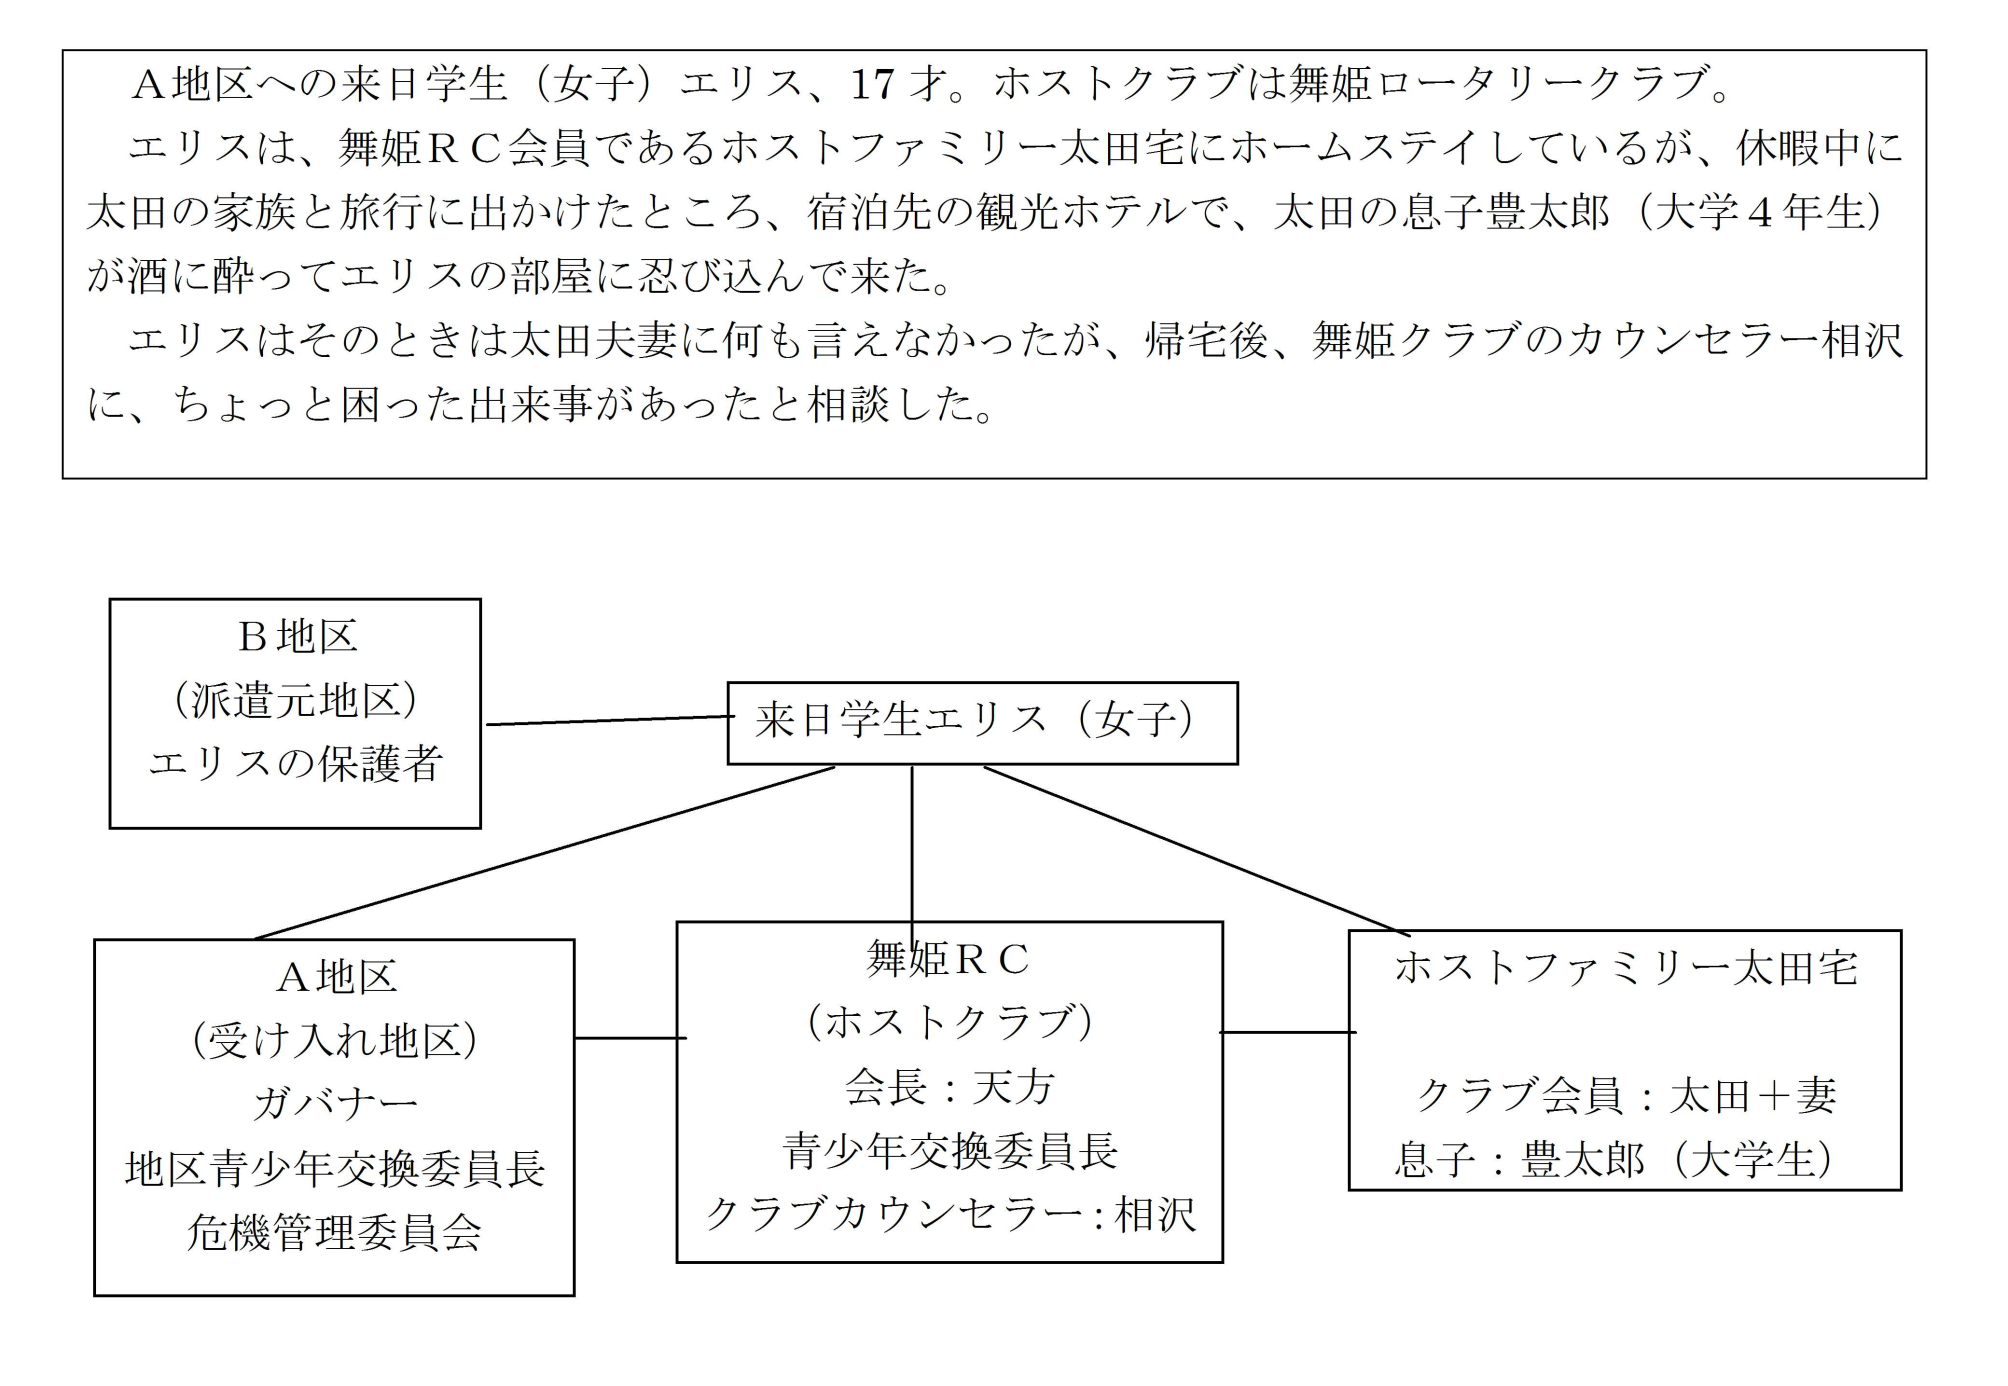 A地区への来日学生（女子）エリス、17才。ホストクラブは舞姫ロータリークラブ。
エリスは、舞姫ＲＣ会員であるホストファミリー太田宅にホームステイしているが、休暇中に
太田の家族と旅行に出かけたところ、宿泊先の観光ホテルで、太田の息子豊太郎（大学４年生）
が酒に酔ってエリスの部屋に忍び込んで来た。
エリスはそのときは太田夫妻に何も言えなかったが、帰宅後、舞姫クラブのカウンセラー相沢
に、ちょっと困った出来事があったと相談した。
Ｂ地区
（派遣元地区）
エリスの保護者
来日学生エリス（女子）
Ａ地区
（受け入れ地区）
ガバナー
地区青少年交換委員長
危機管理委員会
舞姫ＲＣ
（ホストクラブ）
会長：天方
青少年交換委員長
クラブカウンセラー：相沢
ホストファミリー太田宅
クラブ会員：太田＋妻
息子：豊太郎（大学生）